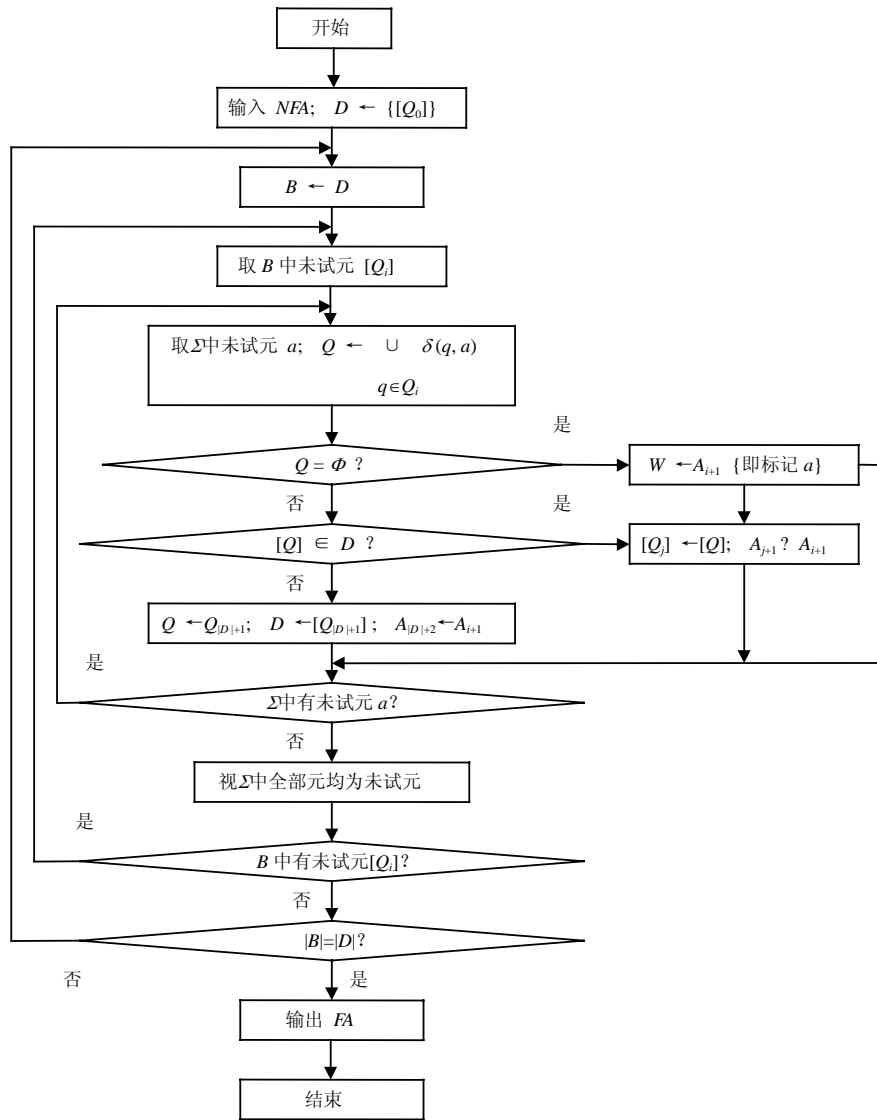 开始
输入 NFA; D ← {[Q₀]}
B ← D
取 B 中未试元 [Qᵢ]
取Σ中未试元 a; Q ← ∪ δ(q, a)
q∈Qᵢ
是
Q = Φ ?
W ←Aᵢ₊₁ {即标记 a}
否
是
[Q] ∈ D ?
[Qⱼ] ←[Q]; Aⱼ₊₁ ? Aᵢ₊₁
否
Q ←Q|D|+1; D ←[Q|D|+1] ; A|D|+2←Aᵢ₊₁
是
Σ中有未试元 a?
否
视Σ中全部元均为未试元
是
B 中有未试元[Qᵢ]?
否
|B|=|D|?
否
是
输出 FA
结束